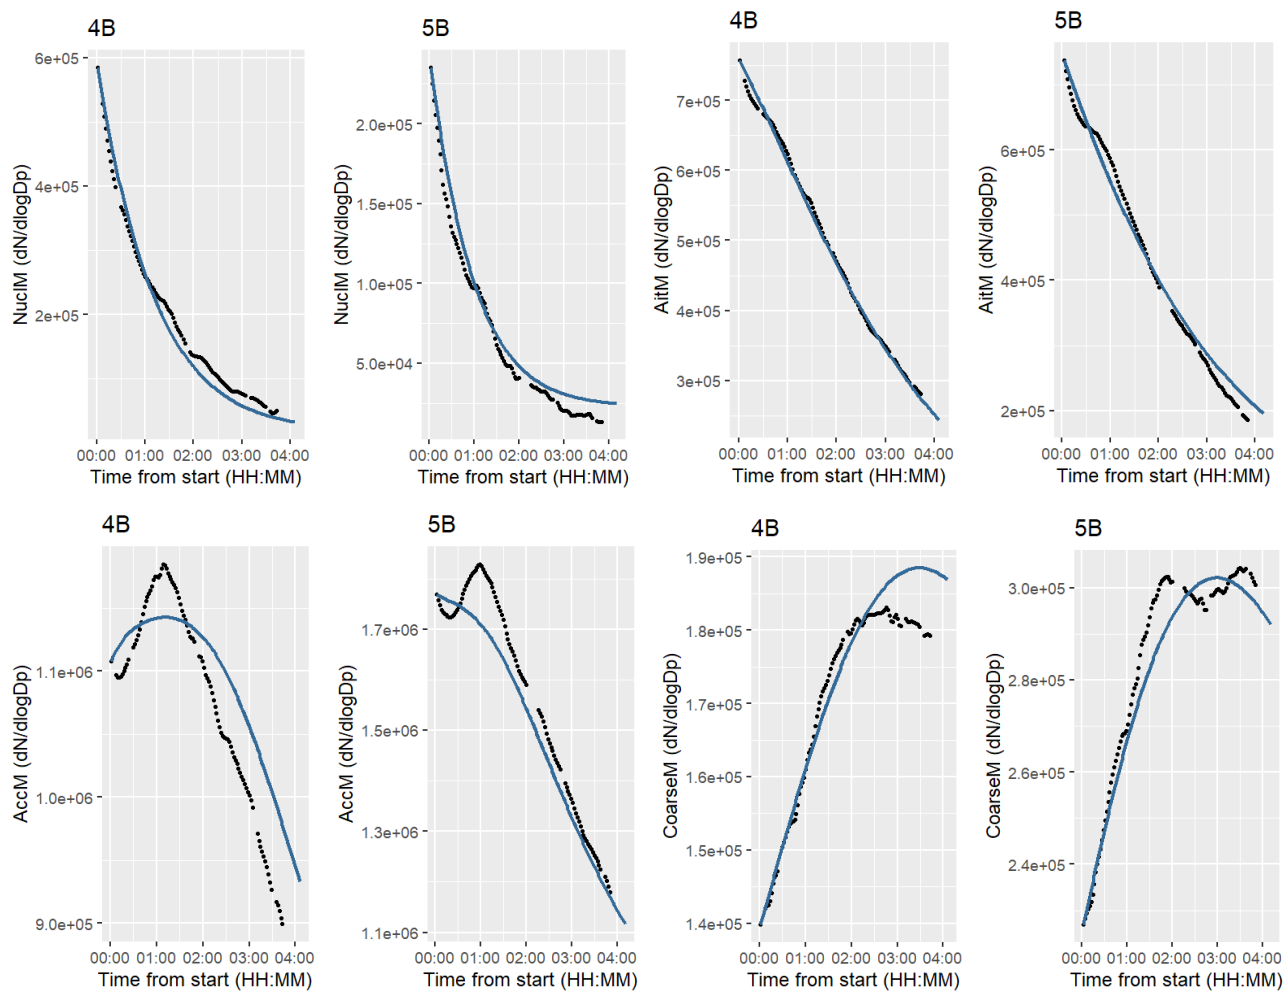 4B
NuclM (dN/dlogDp)
6e+05
4e+05
2e+05
00:00 01:00 02:00 03:00 04:00
Time from start (HH:MM)
5B
NuclM (dN/dlogDp)
2.0e+05
1.5e+05
1.0e+05
5.0e+04
00:00 01:00 02:00 03:00 04:00
Time from start (HH:MM)
4B
AitM (dN/dlogDp)
7e+05
6e+05
5e+05
4e+05
3e+05
00:00 01:00 02:00 03:00 04:00
Time from start (HH:MM)
5B
AitM (dN/dlogDp)
6e+05
4e+05
2e+05
00:00 01:00 02:00 03:00 04:00
Time from start (HH:MM)
4B
AccM (dN/dlogDp)
1.1e+06
1.0e+06
9.0e+05
00:00 01:00 02:00 03:00 04:00
Time from start (HH:MM)
5B
AccM (dN/dlogDp)
1.7e+06
1.5e+06
1.3e+06
1.1e+06
00:00 01:00 02:00 03:00 04:00
Time from start (HH:MM)
4B
CoarseM (dN/dlogDp)
1.9e+05
1.8e+05
1.7e+05
1.6e+05
1.5e+05
1.4e+05
00:00 01:00 02:00 03:00 04:00
Time from start (HH:MM)
5B
CoarseM (dN/dlogDp)
3.0e+05
2.8e+05
2.6e+05
2.4e+05
00:00 01:00 02:00 03:00 04:00
Time from start (HH:MM)